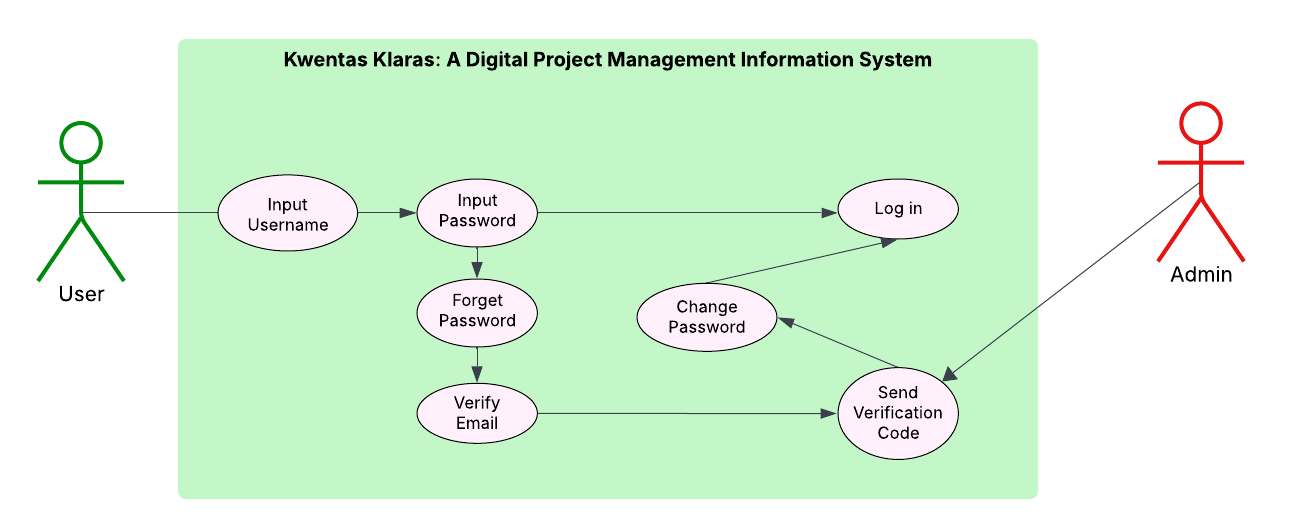 Kwentas Klaras: A Digital Project Management Information System
User
Input
Username
Input
Password
Log in
Forget
Password
Change
Password
Verify
Email
Send
Verification
Code
Admin